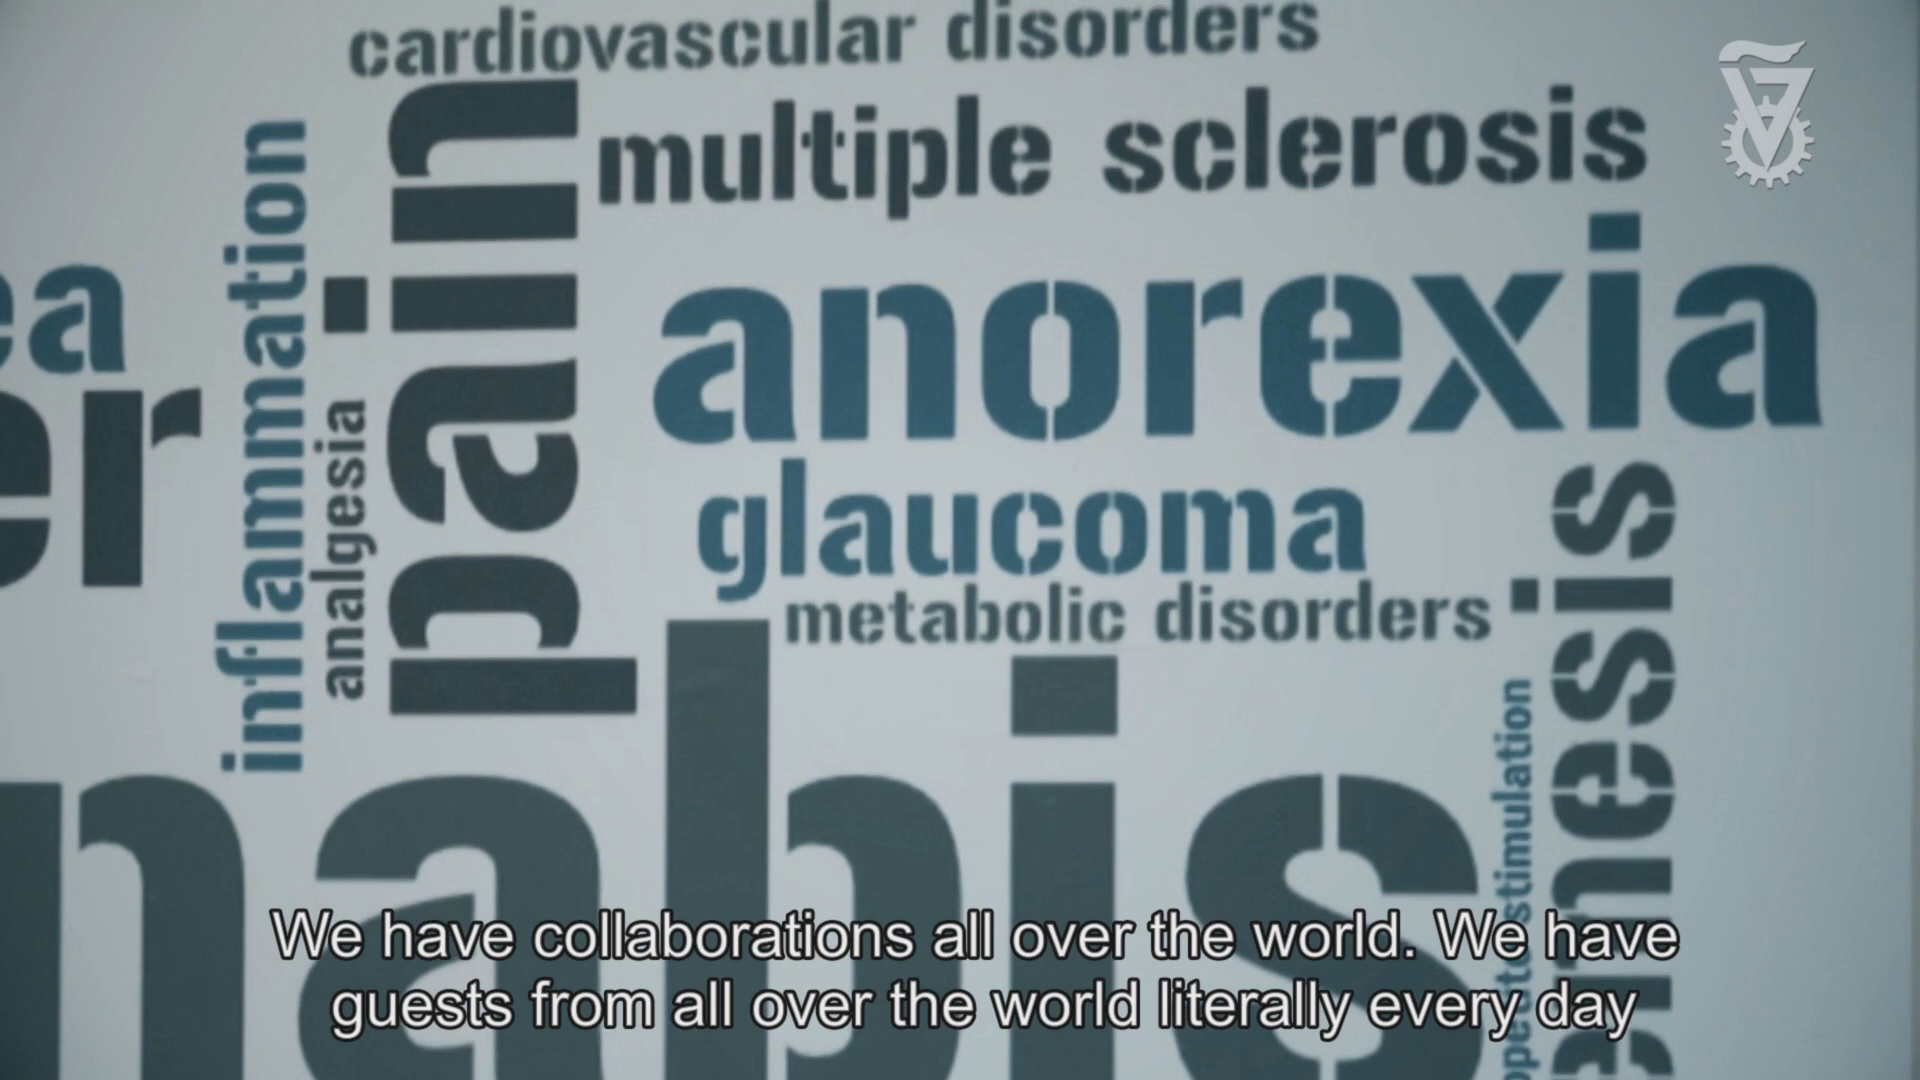 cardiovascular disorders
multiple sclerosis
inflammation
analgesia
pain
anorexia
glaucoma
metabolic disorders
stimulation
We have collaborations all over the world. We have
guests from all over the world literally every day